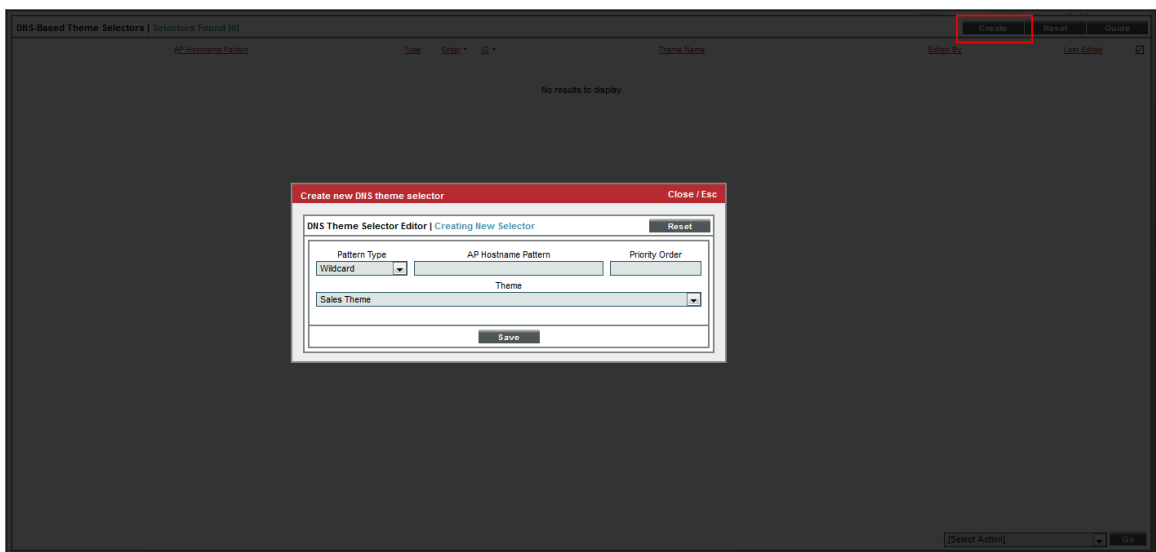 DNS-Based Theme Selectors | Selectors Found [0]
Create Reset Guide
AP Hostname Pattern Type Order ID Theme Name Edited By Last Edited
No results to display.
Create new DNS theme selector Close / Esc
DNS Theme Selector Editor | Creating New Selector Reset
Pattern Type AP Hostname Pattern Priority Order
Wildcard
Theme
Sales Theme
Save
[Select Action] Go